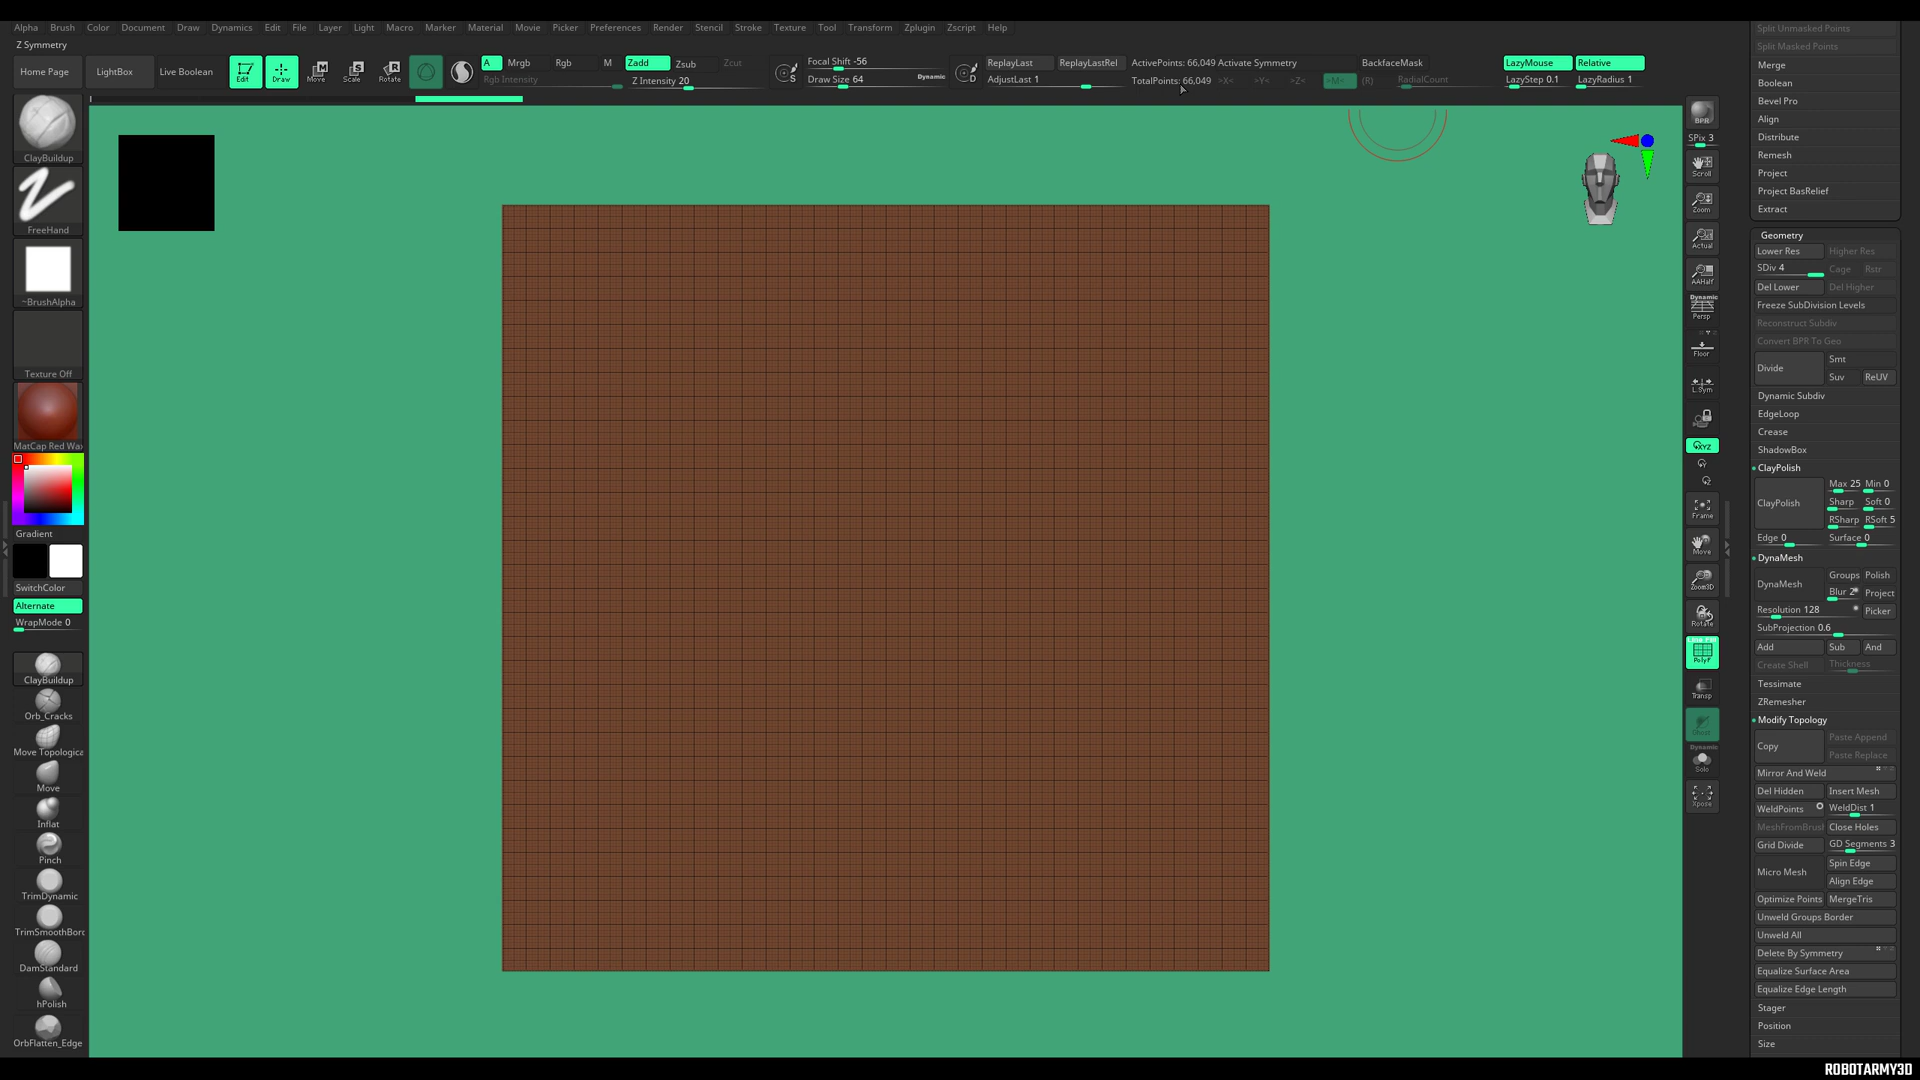 Alpha Brush Color Document Draw Dynamics Edit File Layer Light Macro Marker Material Movie Picker Preferences Render Stencil Stroke Texture Tool Transform Zplugin Zscript Help
Z Symmetry
Home Page LightBox Live Boolean Edit Draw Move Scale Rotate
A Mrgb Rgb M Zadd Zsub Zcut
Rgb Intensity Z Intensity 20
Focal Shift -56
Draw Size 64 Dynamic
S
D
ReplayLast ReplayLastRel
AdjustLast 1
ActivePoints: 66,049 Activate Symmetry BackfaceMask
TotalPoints: 66,049 >X< >Y< >Z< >M< (R) RadialCount
LazyMouse Relative
LazyStep 0.1 LazyRadius 1
ClayBuildup
FreeHand
~BrushAlpha
Texture Off
MatCap Red Wa
Gradient
SwitchColor
Alternate
WrapMode 0
ClayBuildup
Orb_Cracks
Move Topologica
Move
Inflat
Pinch
TrimDynamic
TrimSmoothBord
DamStandard
hPolish
OrbFlatten_Edge
BPR
SPix 3
Scroll
Zoom
Actual
AAHalf
Dynamic
Persp
Floor
L.Sym
XYZ
Y
Z
Frame
Move
Zoom3D
Rotate
Line Fill
PolyF
Transp
Ghost
Dynamic
Solo
Xpose
Split Unmasked Points
Split Masked Points
Merge
Boolean
Bevel Pro
Align
Distribute
Remesh
Project
Project BasRelief
Extract
Geometry
Lower Res Higher Res
SDiv 4 Cage Rstr
Del Lower Del Higher
Freeze SubDivision Levels
Reconstruct Subdiv
Convert BPR To Geo
Divide Smt
Suv ReUV
Dynamic Subdiv
EdgeLoop
Crease
ShadowBox
ClayPolish
ClayPolish Max 25 Min 0
Sharp Soft 0
RSharp RSoft 5
Edge 0 Surface 0
DynaMesh
DynaMesh Groups Polish
Blur 2 Project
Resolution 128 Picker
SubProjection 0.6
Add Sub And
Create Shell Thickness
Tessimate
ZRemesher
Modify Topology
Copy Paste Append
Paste Replace
Mirror And Weld
Del Hidden Insert Mesh
WeldPoints WeldDist 1
MeshFromBrus Close Holes
Grid Divide GD Segments 3
Micro Mesh Spin Edge
Align Edge
Optimize Points MergeTris
Unweld Groups Border
Unweld All
Delete By Symmetry
Equalize Surface Area
Equalize Edge Length
Stager
Position
Size
ROBOTARMY3D